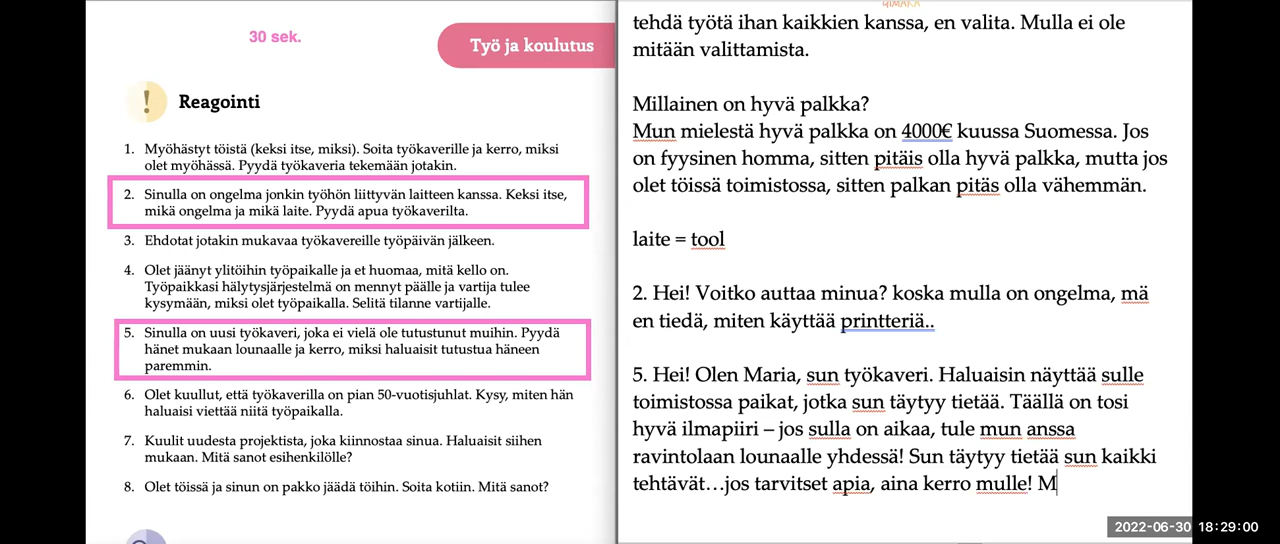 30 sek.
Työ ja koulutus
!
Reagointi
1. Myöhästyt töistä (keksi itse, miksi). Soita työkaverille ja kerro, miksi
olet myöhässä. Pyydä työkaveria tekemään jotakin.
2. Sinulla on ongelma jonkin työhön liittyvän laitteen kanssa. Keksi itse,
mikä ongelma ja mikä laite. Pyydä apua työkaverilta.
3. Ehdotat jotakin mukavaa työkavereille työpäivän jälkeen.
4. Olet jäänyt ylitöihin työpaikalle ja et huomaa, mitä kello on.
Työpaikkasi hälytysjärjestelmä on mennyt päälle ja vartija tulee
kysymään, miksi olet työpaikalla. Selitä tilanne vartijalle.
5. Sinulla on uusi työkaveri, joka ei vielä ole tutustunut muihin. Pyydä
hänet mukaan lounaalle ja kerro, miksi haluaisit tutustua häneen
paremmin.
6. Olet kuullut, että työkaverilla on pian 50-vuotisjuhlat. Kysy, miten hän
haluaisi viettää niitä työpaikalla.
7. Kuulit uudesta projektista, joka kiinnostaa sinua. Haluaisit siihen
mukaan. Mitä sanot esihenkilölle?
8. Olet töissä ja sinun on pakko jäädä töihin. Soita kotiin. Mitä sanot?
tehdä työtä ihan kaikkien kanssa, en valita. Mulla ei ole
mitään valittamista.
Millainen on hyvä palkka?
Mun mielestä hyvä palkka on 4000€ kuussa Suomessa. Jos
on fyysinen homma, sitten pitäis olla hyvä palkka, mutta jos
olet töissä toimistossa, sitten palkan pitäs olla vähemmän.
laite = tool
2. Hei! Voitko auttaa minua? koska mulla on ongelma, mä
en tiedä, miten käyttää printteriä..
5. Hei! Olen Maria, sun työkaveri. Haluaisin näyttää sulle
toimistossa paikat, jotka sun täytyy tietää. Täällä on tosi
hyvä ilmapiiri – jos sulla on aikaa, tule mun anssa
ravintolaan lounaalle yhdessä! Sun täytyy tietää sun kaikki
tehtävät…jos tarvitset apia, aina kerro mulle! M
2022-06-30 18:29:00